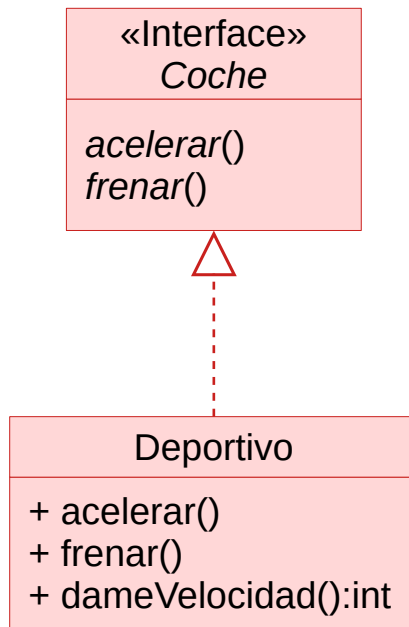 «Interface»
Coche
acelerar()
frenar()
Deportivo
+ acelerar()
+ frenar()
+ dameVelocidad():int